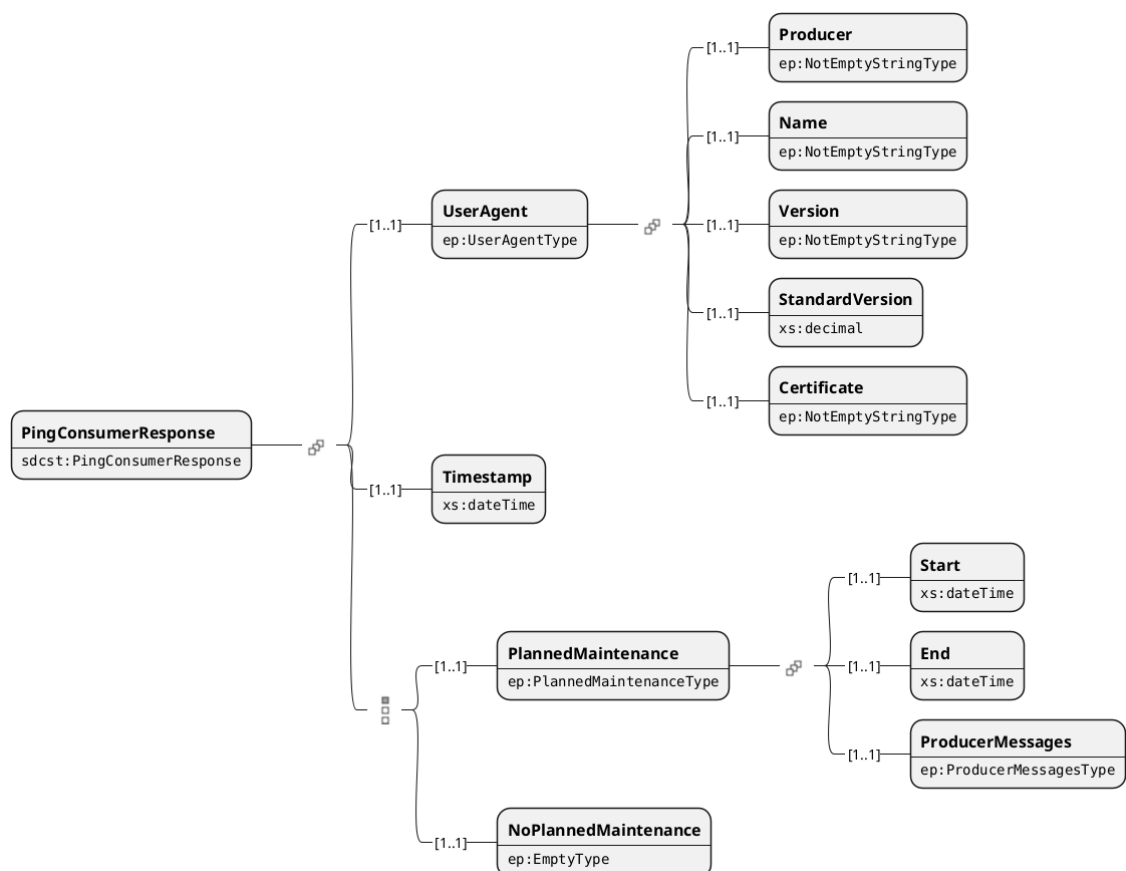 [1..1]
Producer
ep:NotEmptyStringType
[1..1]
Name
ep:NotEmptyStringType
[1..1]
UserAgent
ep:UserAgentType
[1..1]
Version
ep:NotEmptyStringType
[1..1]
StandardVersion
xs:decimal
[1..1]
Certificate
ep:NotEmptyStringType
PingConsumerResponse
sdcst:PingConsumerResponse
[1..1]
Timestamp
xs:dateTime
[1..1]
Start
xs:dateTime
[1..1]
PlannedMaintenance
ep:PlannedMaintenanceType
[1..1]
End
xs:dateTime
[1..1]
ProducerMessages
ep:ProducerMessagesType
[1..1]
NoPlannedMaintenance
ep:EmptyType